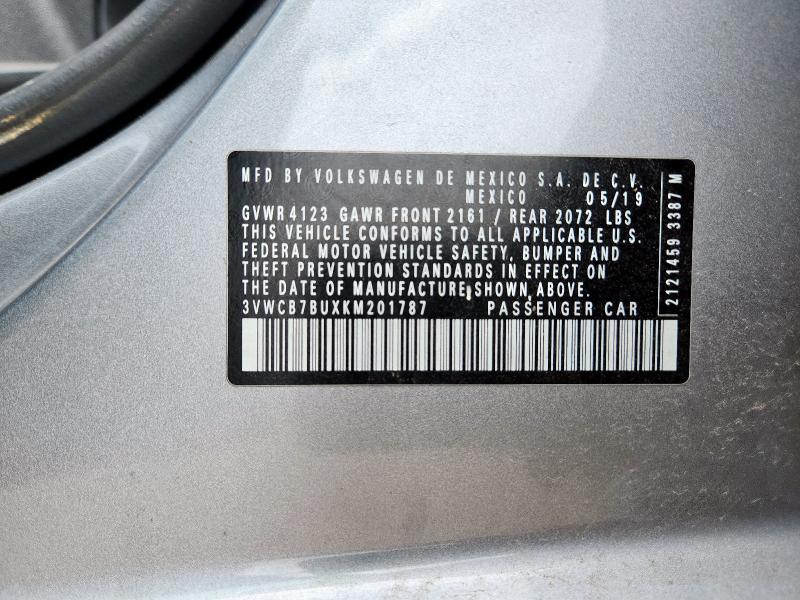 MFD BY VOLKSWAGEN DE MEXICO S.A. DE C.V.
MEXICO 05/19
GVWR 4123 GAWR FRONT 2161 / REAR 2072 LBS
THIS VEHICLE CONFORMS TO ALL APPLICABLE U.S.
FEDERAL MOTOR VEHICLE SAFETY, BUMPER AND
THEFT PREVENTION STANDARDS IN EFFECT ON
THE DATE OF MANUFACTURE SHOWN ABOVE.
3VWCB7BUXKM201787 PASSENGER CAR
2121459 3387 M